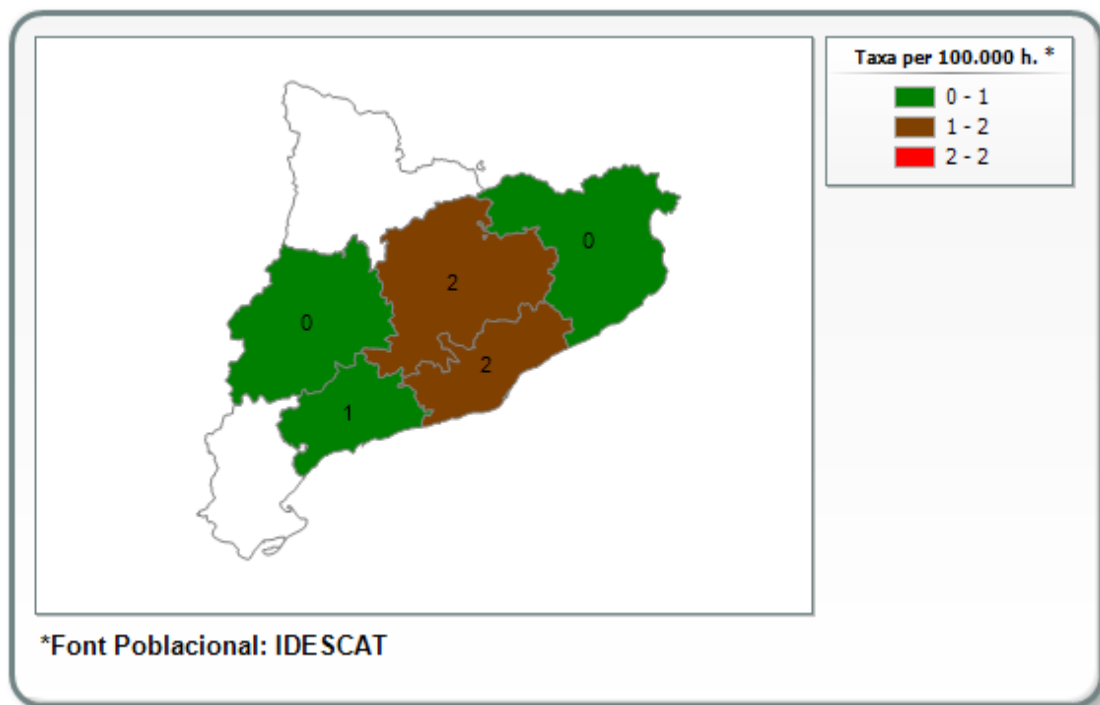 Taxa per 100.000 h. *
0 - 1
1 - 2
2 - 2
0
2
0
2
1
*Font Poblacional: IDESCAT